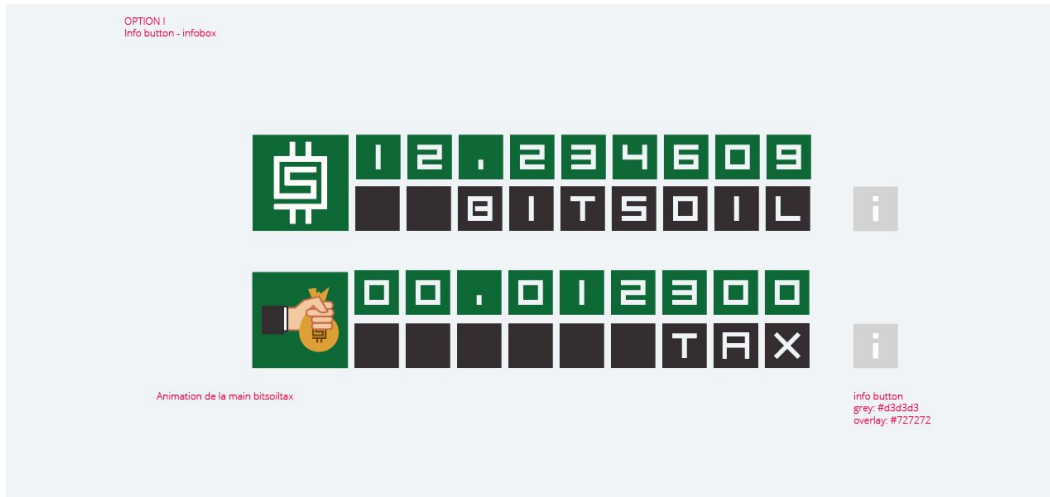 OPTION I
Info button - infobox
12.234609
BITSOIL
i
00.012300
TAX
i
Animation de la main bitsoiltax
info button
grey: #d3d3d3
overlay: #727272